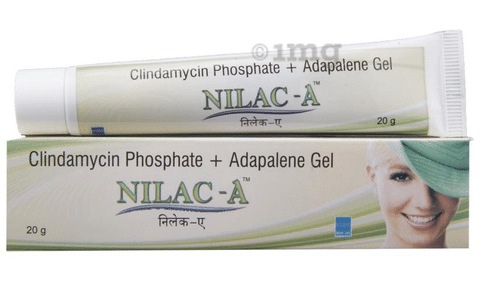 © 1mg
Clindamycin Phosphate + Adapalene Gel
NILAC-A™
निलेक-ए
20 g
Clindamycin Phosphate + Adapalene Gel
NILAC-A™
निलेक-ए
20 g